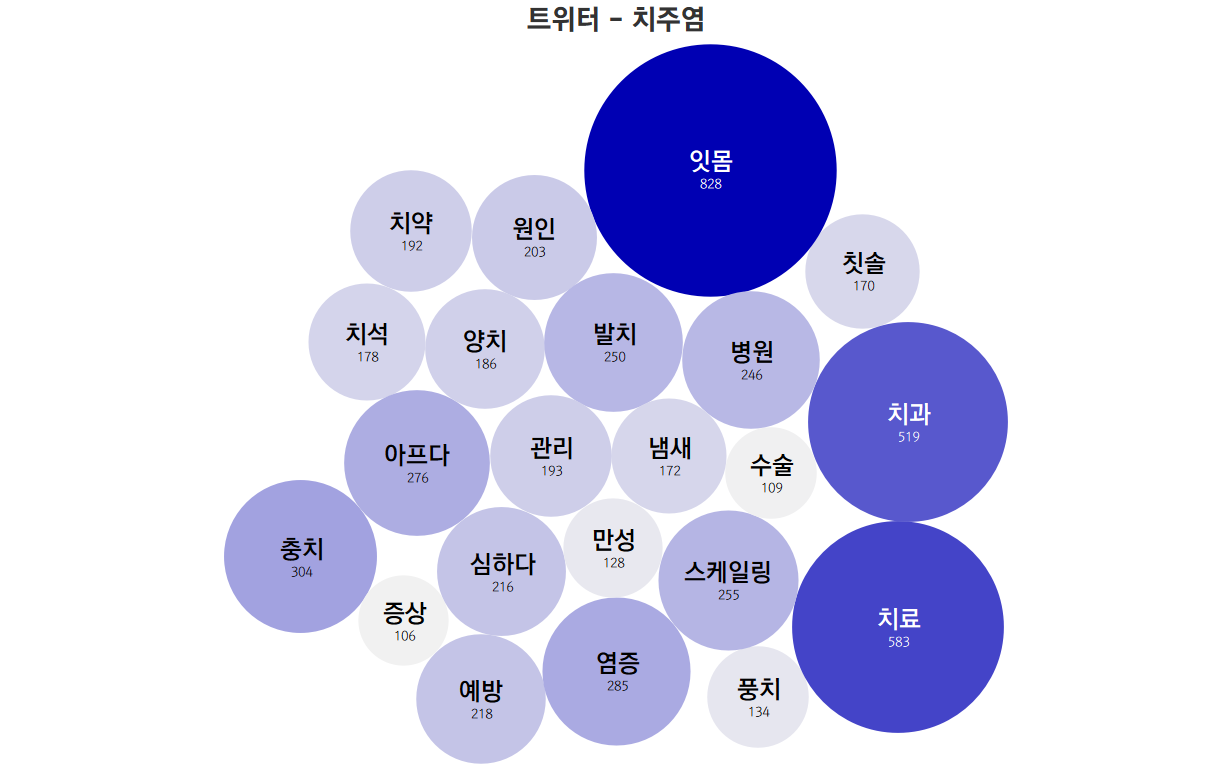 트위터 - 치주염
잇몸
828
치약
192
원인
203
칫솔
170
치석
178
양치
186
발치
250
병원
246
치과
519
아프다
276
관리
193
냄새
172
수술
109
충치
304
심하다
216
만성
128
스케일링
255
증상
106
치료
583
예방
218
염증
285
풍치
134